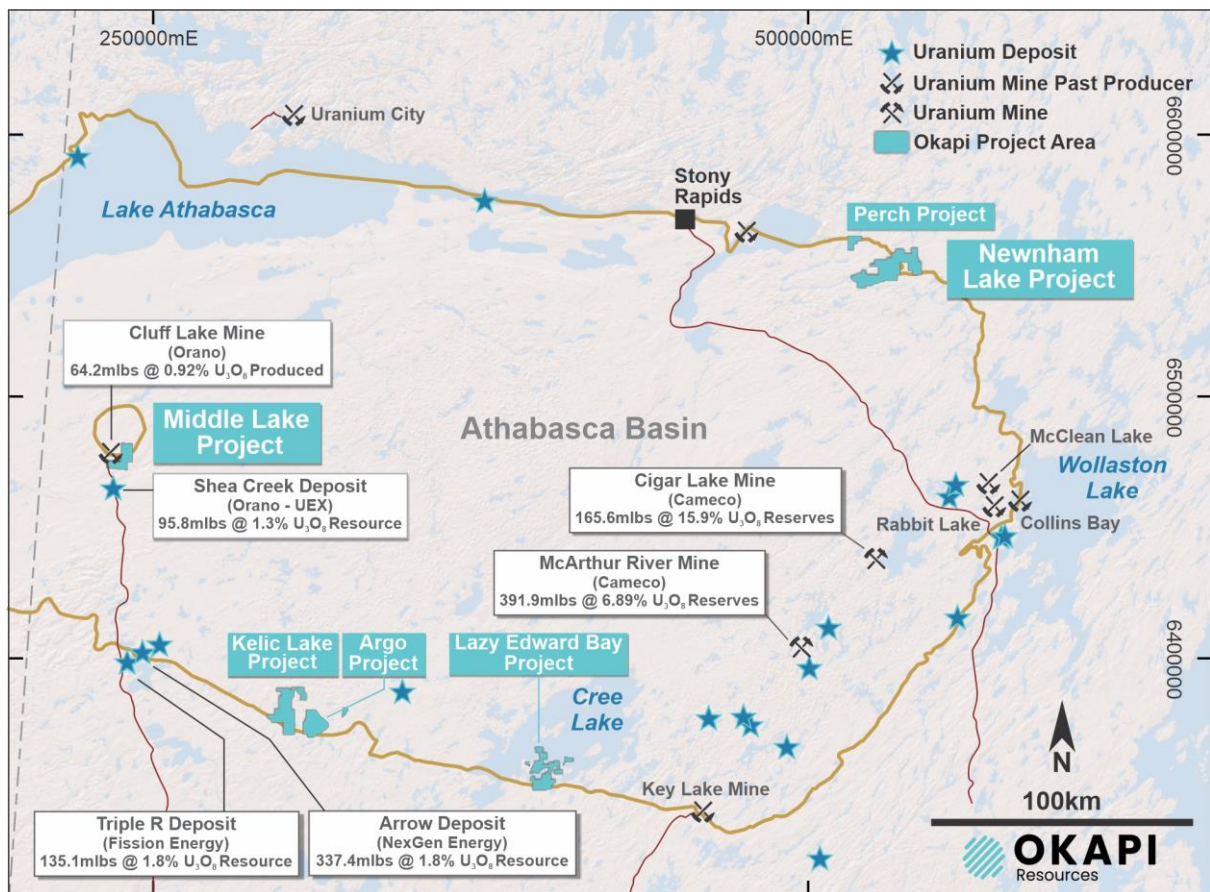 250000mE
500000mE
Uranium Deposit
Uranium Mine Past Producer
Uranium Mine
Okapi Project Area
6600000
Uranium City
Stony
Rapids
Lake Athabasca
Perch Project
Newnham
Lake Project
Cluff Lake Mine
(Orano)
64.2mlbs @ 0.92% U₃O₈ Produced
6500000
Middle Lake
Project
Athabasca Basin
McClean Lake
Wollaston
Lake
Shea Creek Deposit
(Orano - UEX)
95.8mlbs @ 1.3% U₃O₈ Resource
Cigar Lake Mine
(Cameco)
165.6mlbs @ 15.9% U₃O₈ Reserves
Rabbit Lake
Collins Bay
McArthur River Mine
(Cameco)
391.9mlbs @ 6.89% U₃O₈ Reserves
6400000
Kelic Lake
Project
Argo
Project
Lazy Edward Bay
Project
Cree
Lake
N
Key Lake Mine
100km
Triple R Deposit
(Fission Energy)
135.1mlbs @ 1.8% U₃O₈ Resource
Arrow Deposit
(NexGen Energy)
337.4mlbs @ 1.8% U₃O₈ Resource
OKAPI
Resources